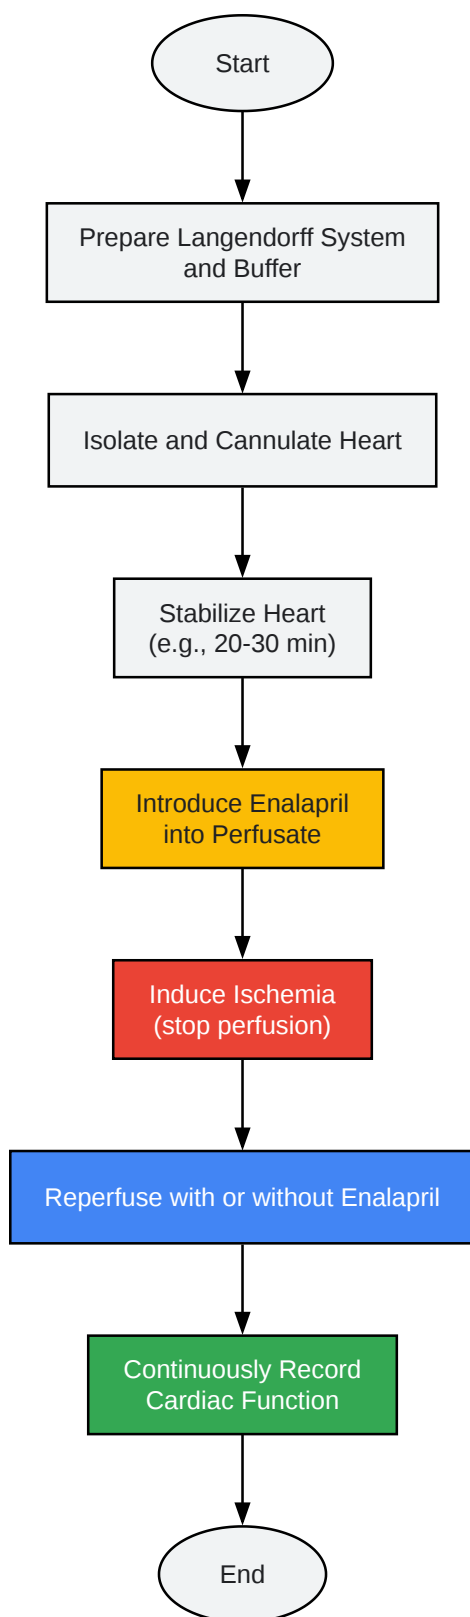 Start
Prepare Langendorff System
and Buffer
Isolate and Cannulate Heart
Stabilize Heart
(e.g., 20-30 min)
Introduce Enalapril
into Perfusate
Induce Ischemia
(stop perfusion)
Reperfuse with or without Enalapril
Continuously Record
Cardiac Function
End